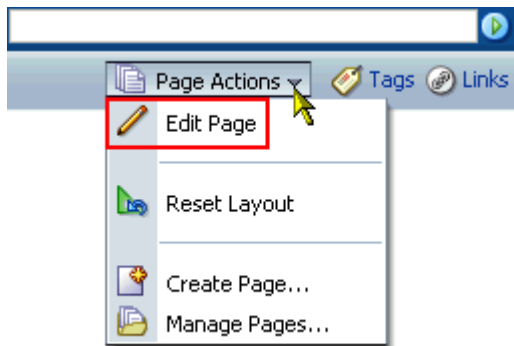 Page Actions Tags Links
Edit Page
Reset Layout
Create Page...
Manage Pages...